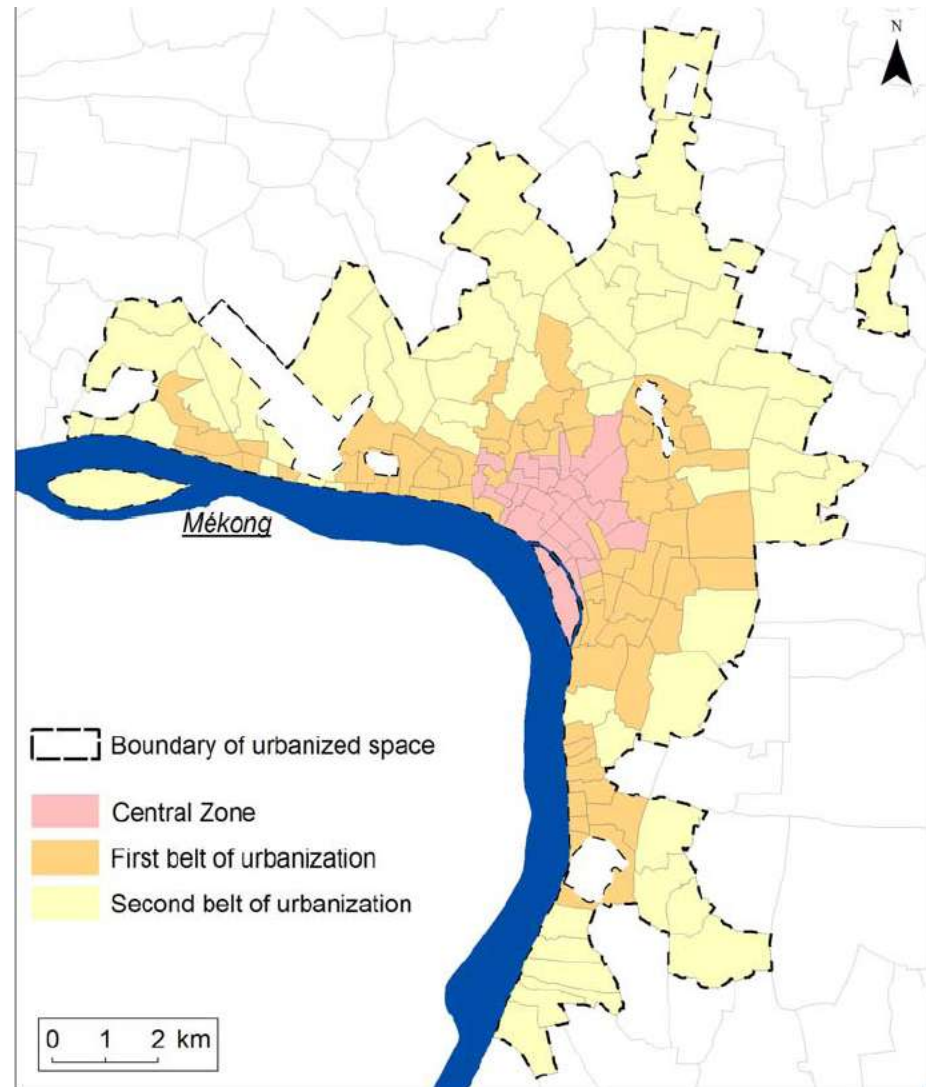 N
Mékong
Boundary of urbanized space
Central Zone
First belt of urbanization
Second belt of urbanization
0 1 2 km